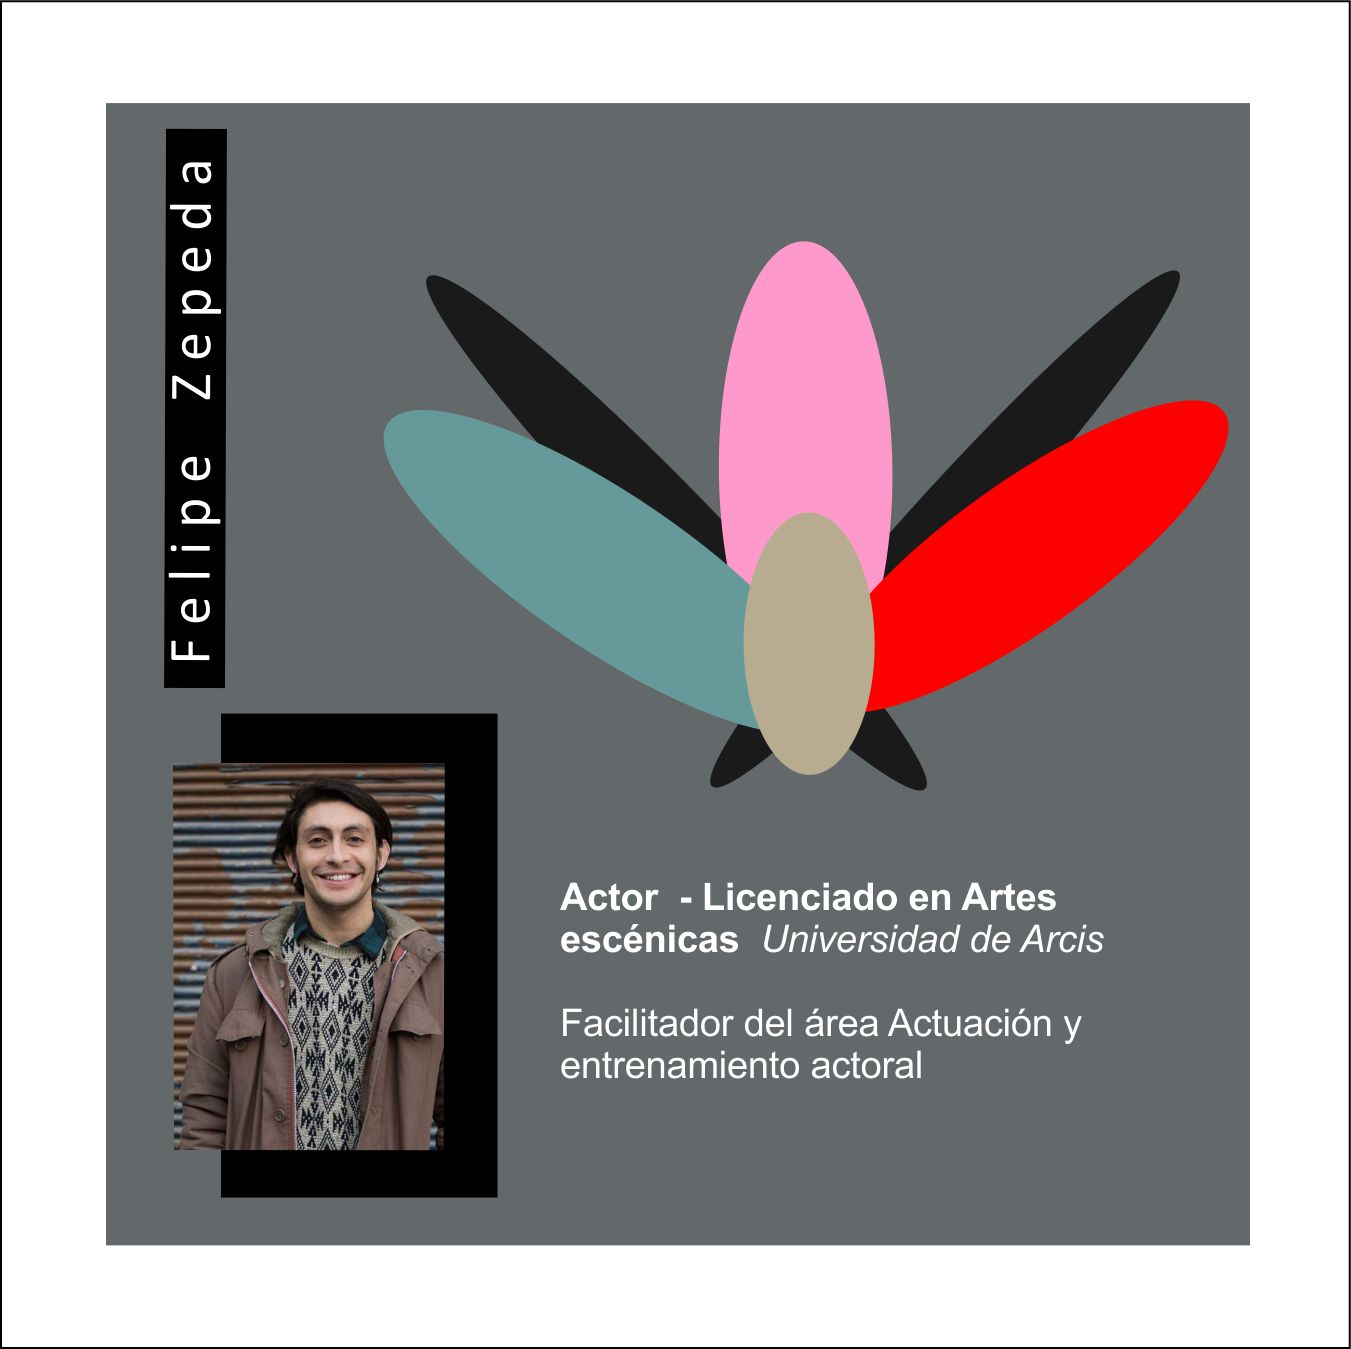 Felipe Zepeda
Actor - Licenciado en Artes
escénicas Universidad de Arcis
Facilitador del área Actuación y
entrenamiento actoral